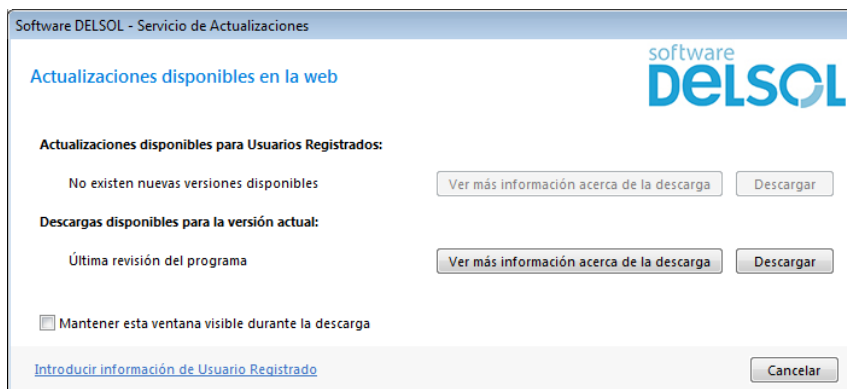 Software DELSOL - Servicio de Actualizaciones
software
DELSOL
Actualizaciones disponibles en la web
Actualizaciones disponibles para Usuarios Registrados:
No existen nuevas versiones disponibles
Ver más información acerca de la descarga
Descargar
Descargas disponibles para la versión actual:
Última revisión del programa
Ver más información acerca de la descarga
Descargar
Mantener esta ventana visible durante la descarga
Introducir información de Usuario Registrado
Cancelar